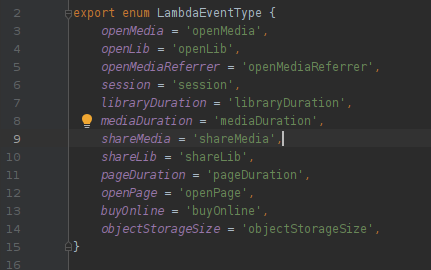 2 export enum LambdaEventType {
3 openMedia = 'openMedia',
4 openLib = 'openLib',
5 openMediaReferrer = 'openMediaReferrer',
6 session = 'session',
7 libraryDuration = 'libraryDuration',
8 mediaDuration = 'mediaDuration',
9 shareMedia = 'shareMedia',
10 shareLib = 'shareLib',
11 pageDuration = 'pageDuration',
12 openPage = 'openPage',
13 buyOnline = 'buyOnline',
14 objectStorageSize = 'objectStorageSize',
15 }
16